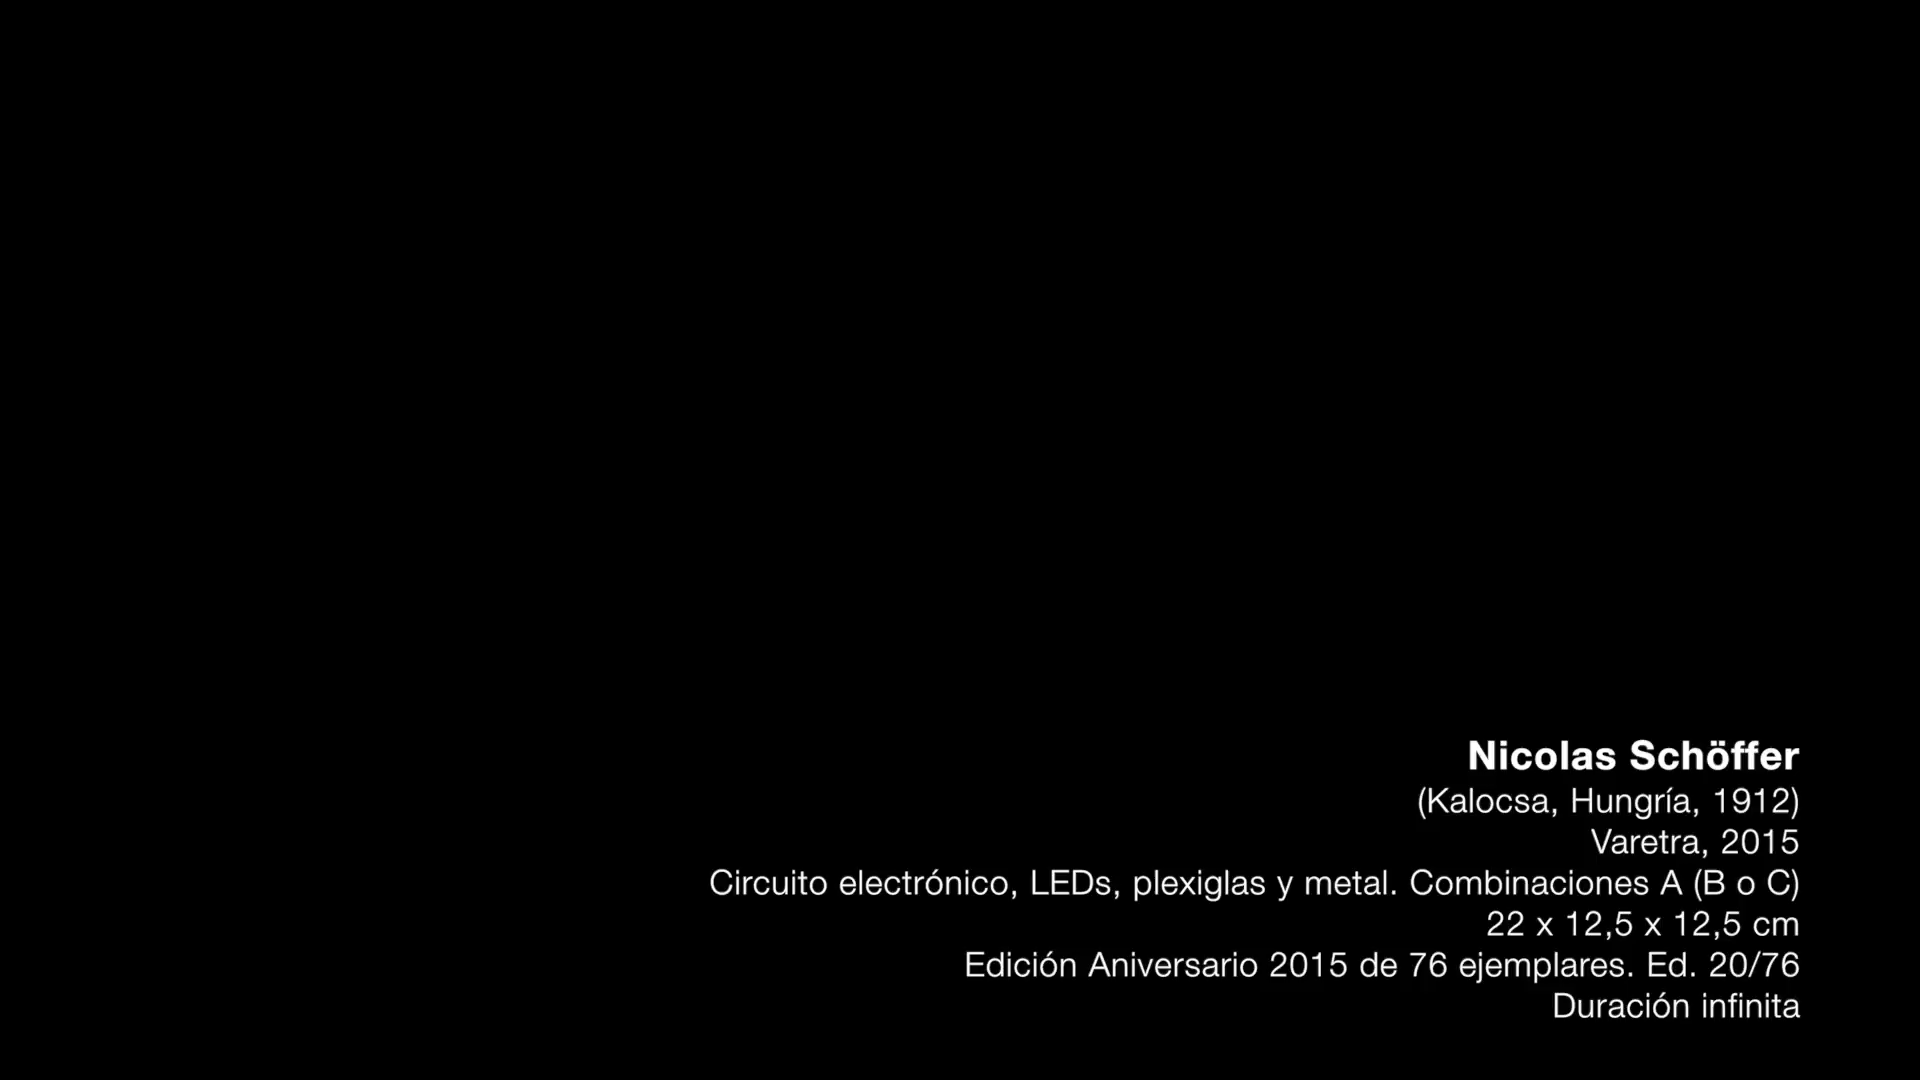 Nicolas Schöffer
(Kalocsa, Hungría, 1912)
Varetra, 2015
Circuito electrónico, LEDs, plexiglas y metal. Combinaciones A (B o C)
22 x 12,5 x 12,5 cm
Edición Aniversario 2015 de 76 ejemplares. Ed. 20/76
Duración infinita